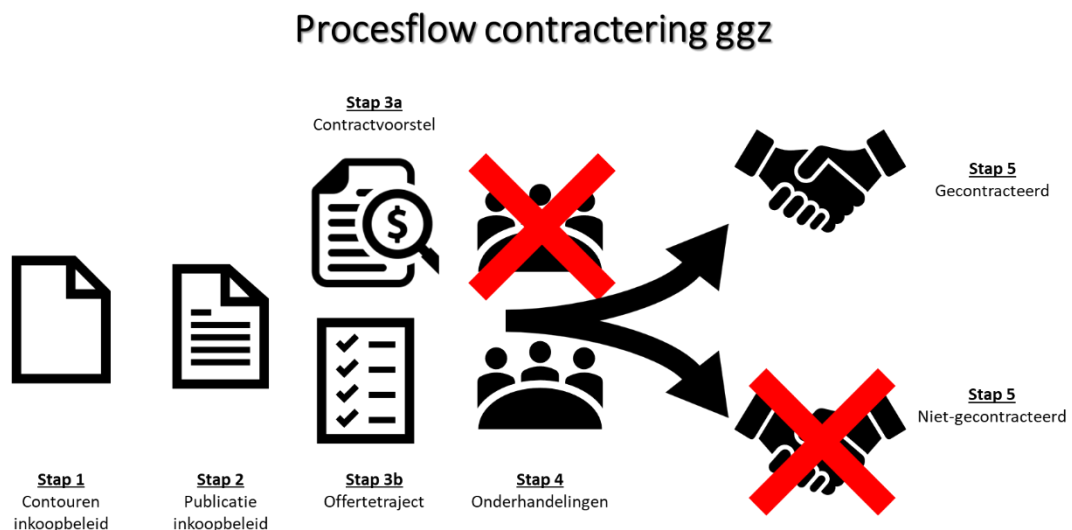 Procesflow contractering ggz
Stap 3a
Contractvoorstel
$
Stap 5
Gecontracteerd
Stap 5
Niet-gecontracteerd
Stap 1
Contouren
inkoopbeleid
Stap 2
Publicatie
inkoopbeleid
Stap 3b
Offertetraject
Stap 4
Onderhandelingen